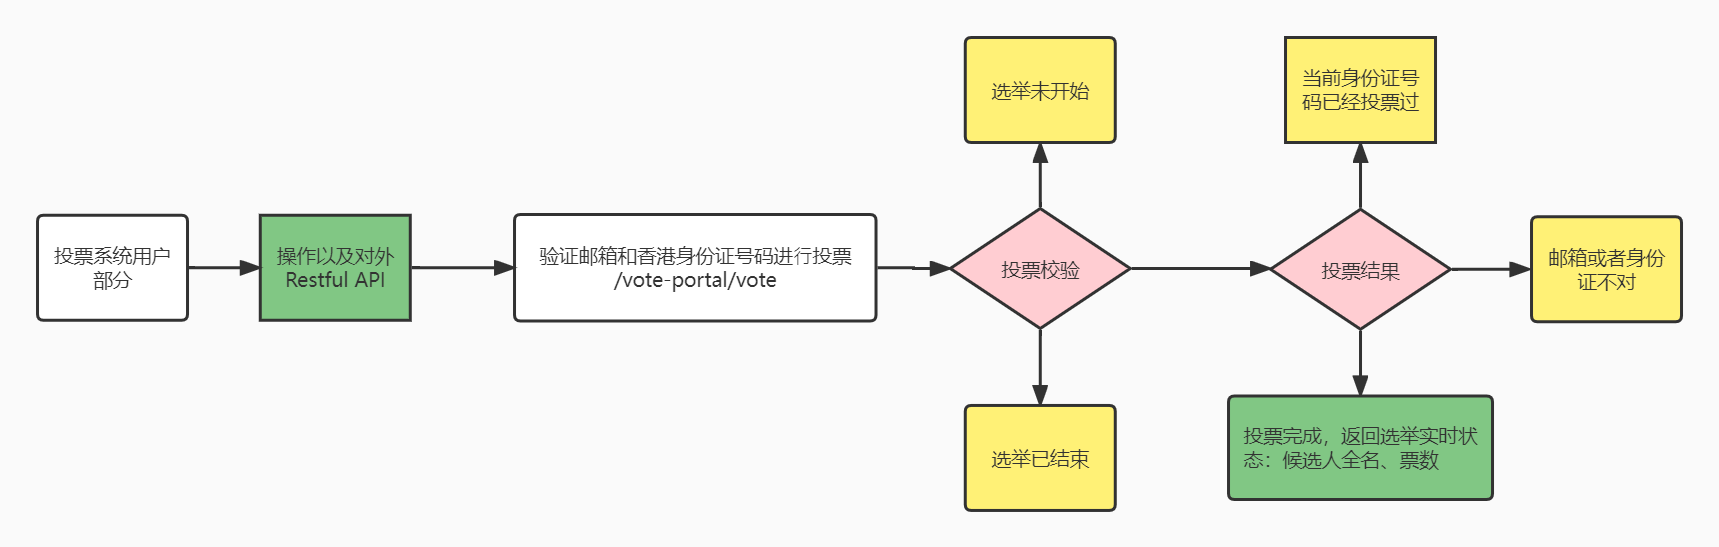 选举未开始
当前身份证号
码已经投票过
投票系统用户
部分
操作以及对外
Restful API
验证邮箱和香港身份证号码进行投票
/vote-portal/vote
投票校验
投票结果
邮箱或者身份
证不对
选举已结束
投票完成，返回选举实时状
态：候选人全名、票数